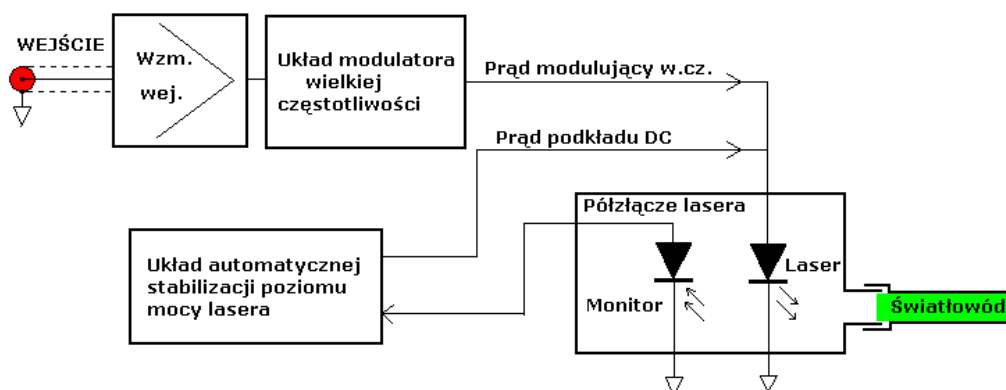 WEJŚCIE
Wzm.
wej.
Układ modulatora
wielkiej
częstotliwości
Prąd modulujący w.cz.
Prąd podkładu DC
Półzłącze lasera
Układ automatycznej
stabilizacji poziomu
mocy lasera
Laser
Monitor
Światłowód